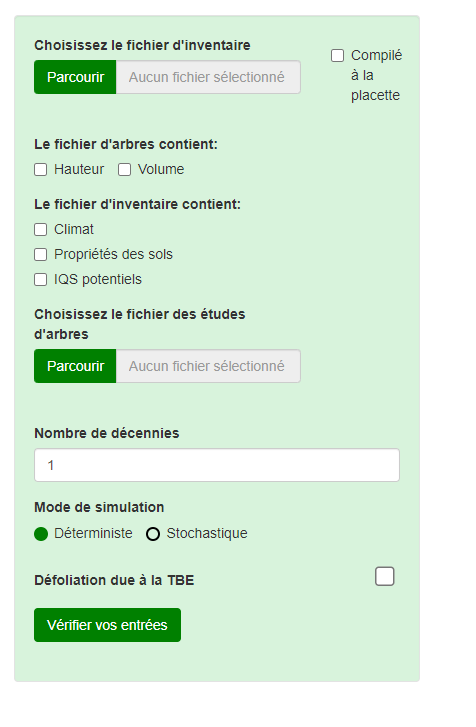 Choisissez le fichier d'inventaire
Parcourir Aucun fichier sélectionné
Compilé
à la
placette
Le fichier d'arbres contient:
Hauteur Volume
Le fichier d'inventaire contient:
Climat
Propriétés des sols
IQS potentiels
Choisissez le fichier des études
d'arbres
Parcourir Aucun fichier sélectionné
Nombre de décennies
1
Mode de simulation
Déterministe Stochastique
Défoliation due à la TBE
Vérifier vos entrées